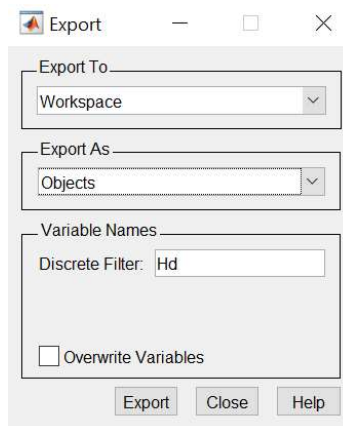 Export
Export To
Workspace
Export As
Objects
Variable Names
Discrete Filter: Hd
Overwrite Variables
Export Close Help